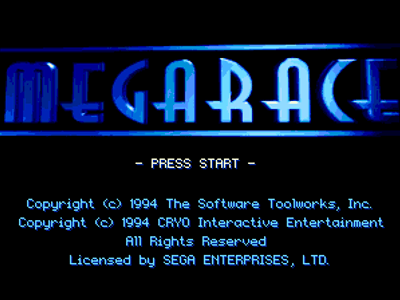 MEGARACE
- PRESS START -
Copyright (c) 1994 The Software Toolworks, Inc.
Copyright (c) 1994 CRYO Interactive Entertainment
All Rights Reserved
Licensed by SEGA ENTERPRISES, LTD.